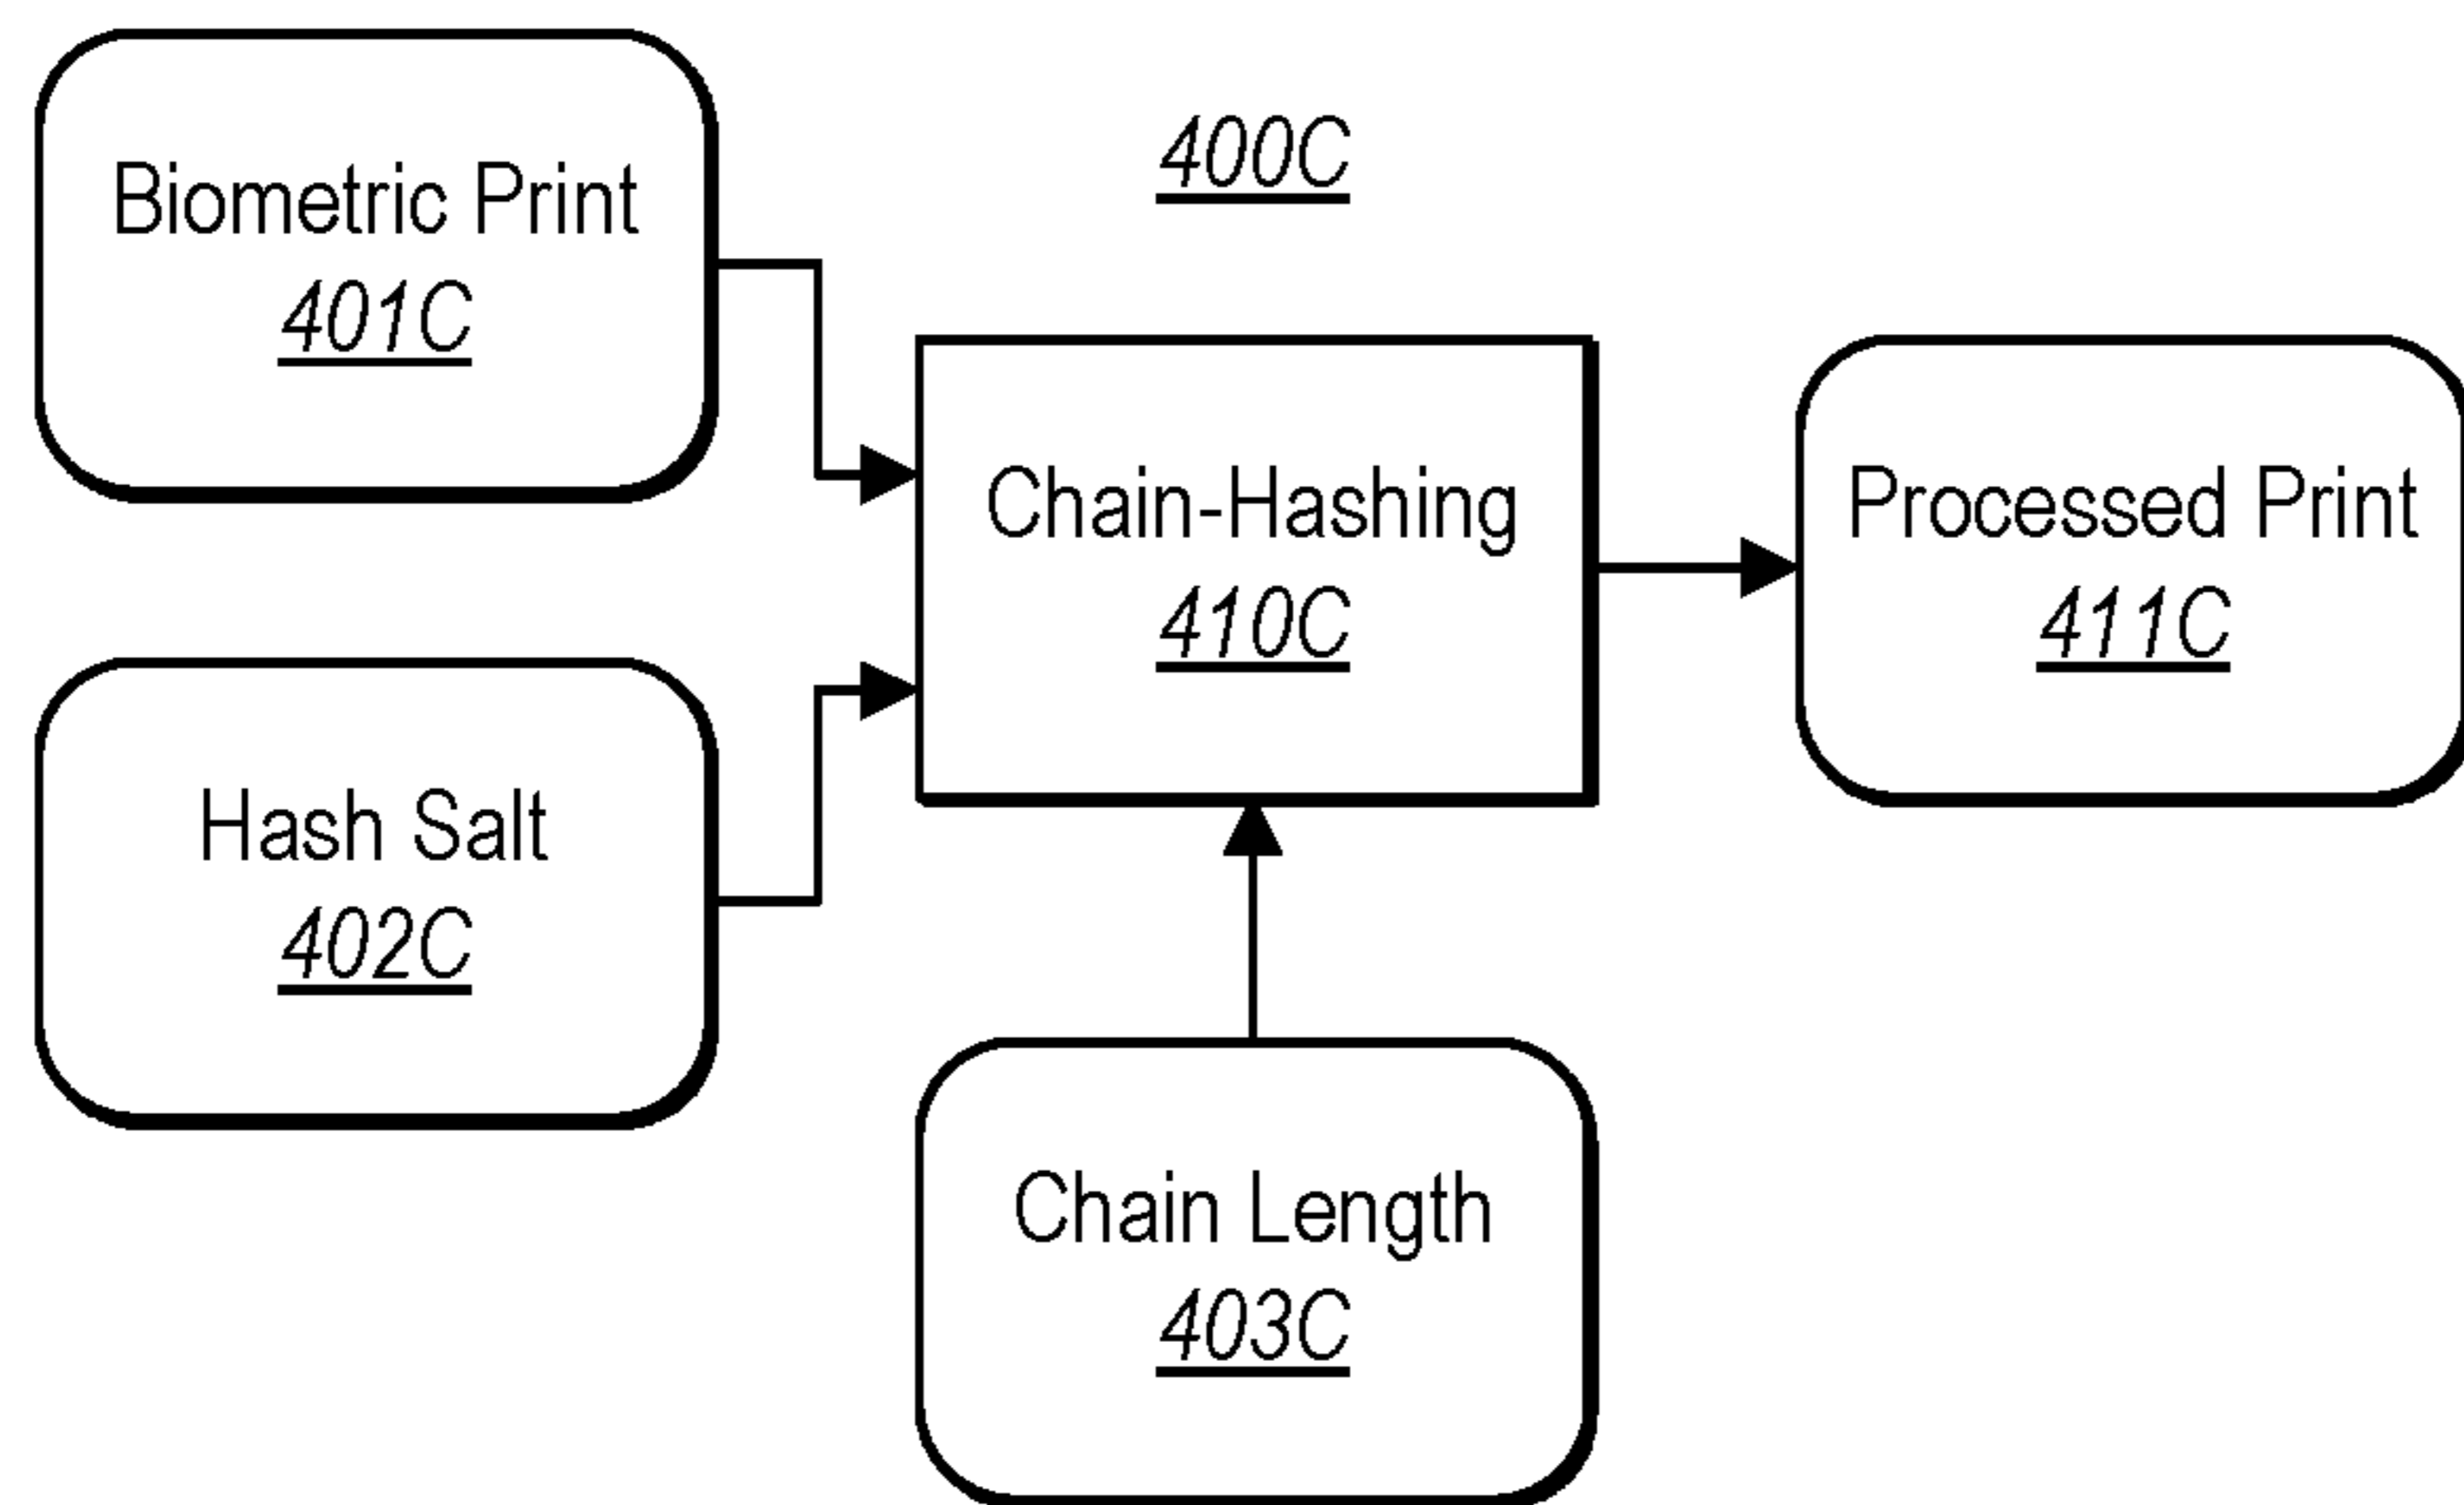 Biometric Print
401C
400C
Chain-Hashing
410C
Processed Print
411C
Hash Salt
402C
Chain Length
403C